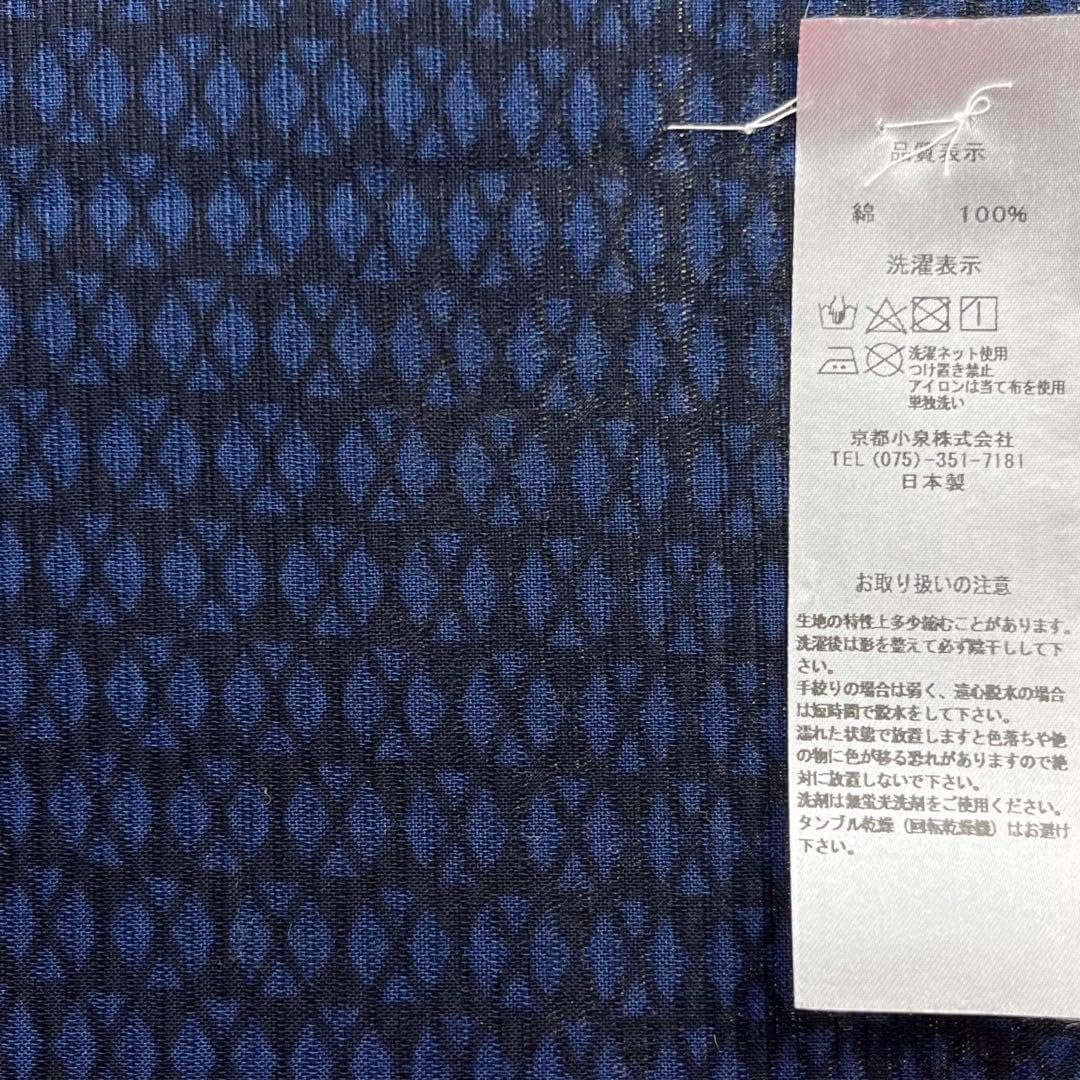 品質表示
綿 100%
洗濯表示
洗濯ネット使用
つけ置き禁止
アイロンは当て布を使用
単独洗い
京都小泉株式会社
TEL(075)-351-7181
日本製
お取り扱いの注意
生地の特性上多少縮むことがあります。
洗濯後は形を整えて必ず陰干しして下
さい。
手絞りの場合は弱く、遠心脱水の場合
は短時間で脱水をして下さい。
濡れた状態で放置しますと色落ちや他
の物に色が移る恐れがありますので絶
対に放置しないで下さい。
洗剤は無蛍光洗剤をご使用ください。
タンブル乾燥(回転乾燥機)はお避け
下さい。